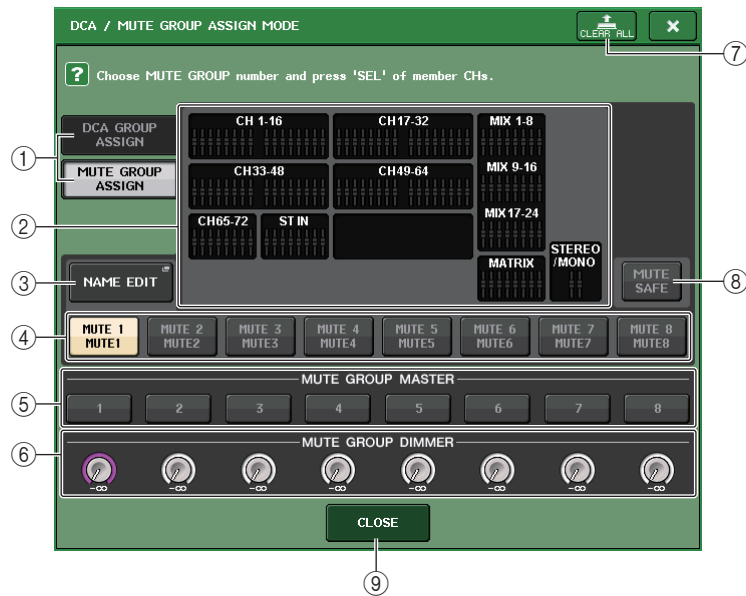 DCA / MUTE GROUP ASSIGN MODE
CLEAR ALL
×
⑦
? Choose MUTE GROUP number and press 'SEL' of member CHs.
①
DCA GROUP
ASSIGN
MUTE GROUP
ASSIGN
②
CH 1-16
CH17-32
MIX 1-8
CH33-48
CH49-64
MIX 9-16
CH65-72
ST IN
MIX17-24
MATRIX
STEREO
/MONO
③
NAME EDIT
MUTE
SAFE
⑧
④
MUTE 1
MUTE1
MUTE 2
MUTE2
MUTE 3
MUTE3
MUTE 4
MUTE4
MUTE 5
MUTE5
MUTE 6
MUTE6
MUTE 7
MUTE7
MUTE 8
MUTE8
⑤
MUTE GROUP MASTER
1 2 3 4 5 6 7 8
⑥
MUTE GROUP DIMMER
-∞ -∞ -∞ -∞ -∞ -∞ -∞ -∞
CLOSE
⑨